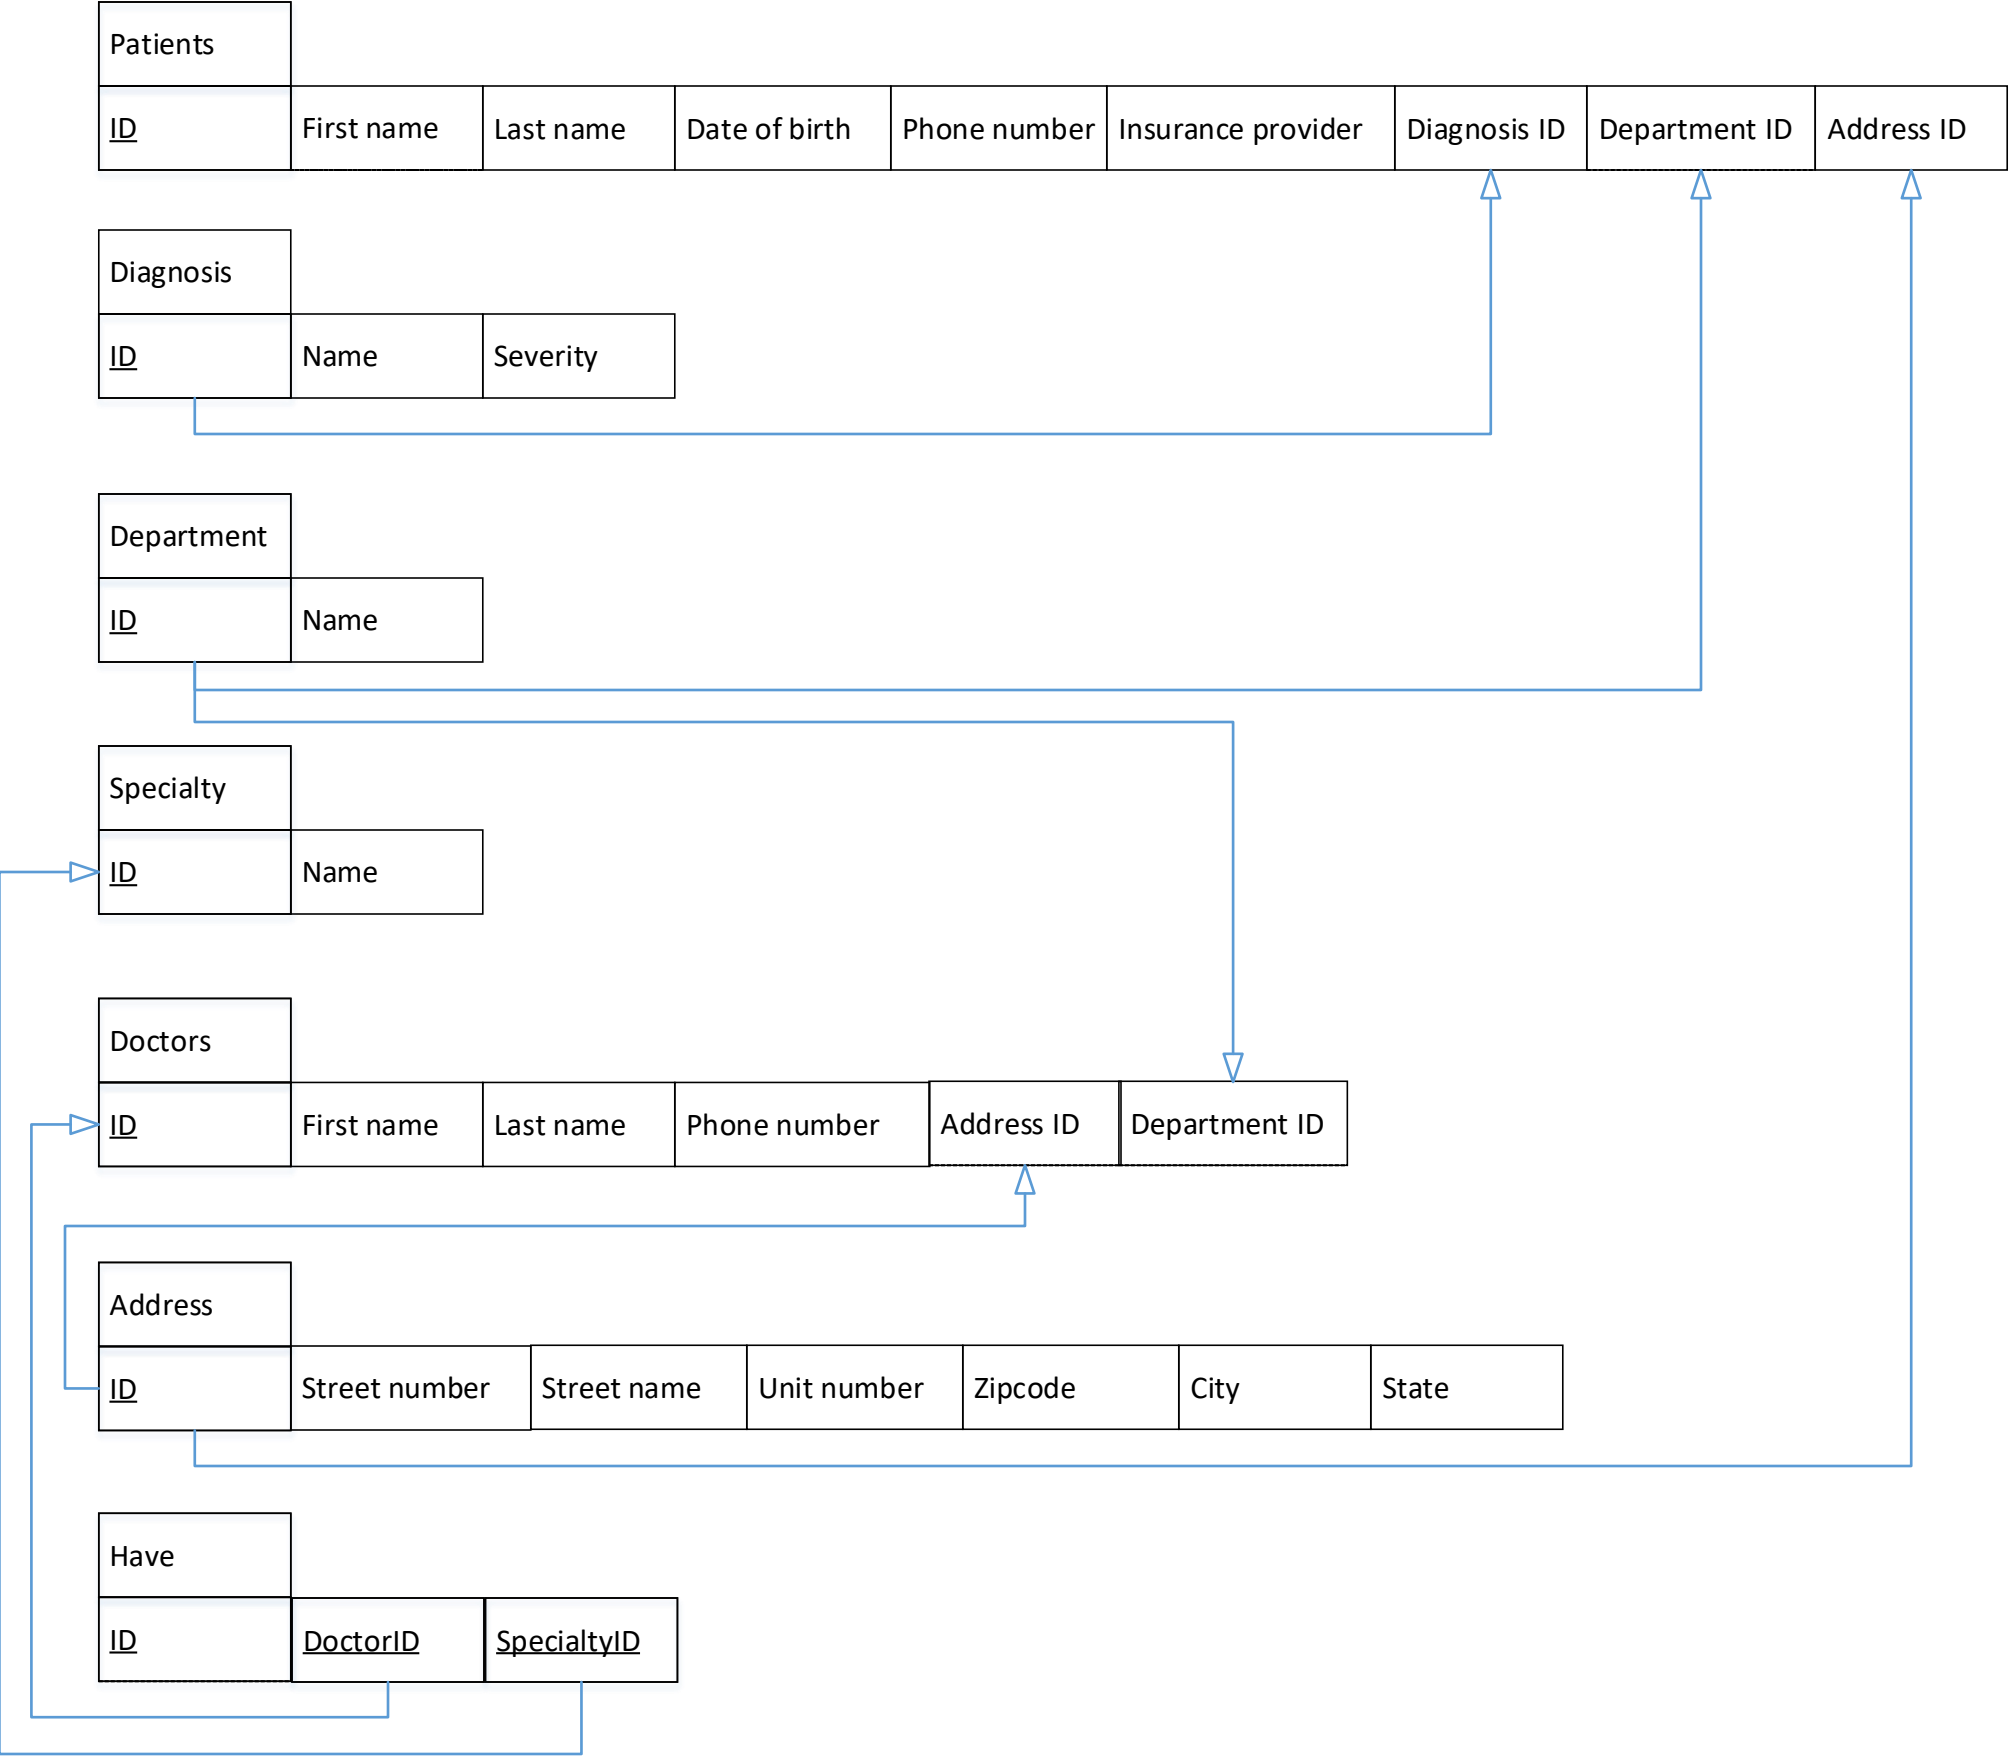 Patients
ID First name Last name Date of birth Phone number Insurance provider Diagnosis ID Department ID Address ID
Diagnosis
ID Name Severity
Department
ID Name
Specialty
ID Name
Doctors
ID First name Last name Phone number Address ID Department ID
Address
ID Street number Street name Unit number Zipcode City State
Have
ID DoctorID SpecialtyID